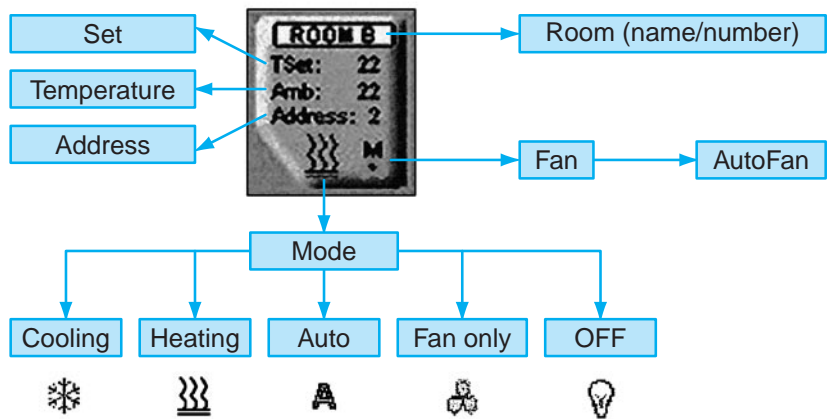 Set
ROOM 8
Room (name/number)
TSet: 22
Temperature
Amb: 22
Address: 2
Address
M
Fan
AutoFan
Mode
Cooling
Heating
Auto
Fan only
OFF
A